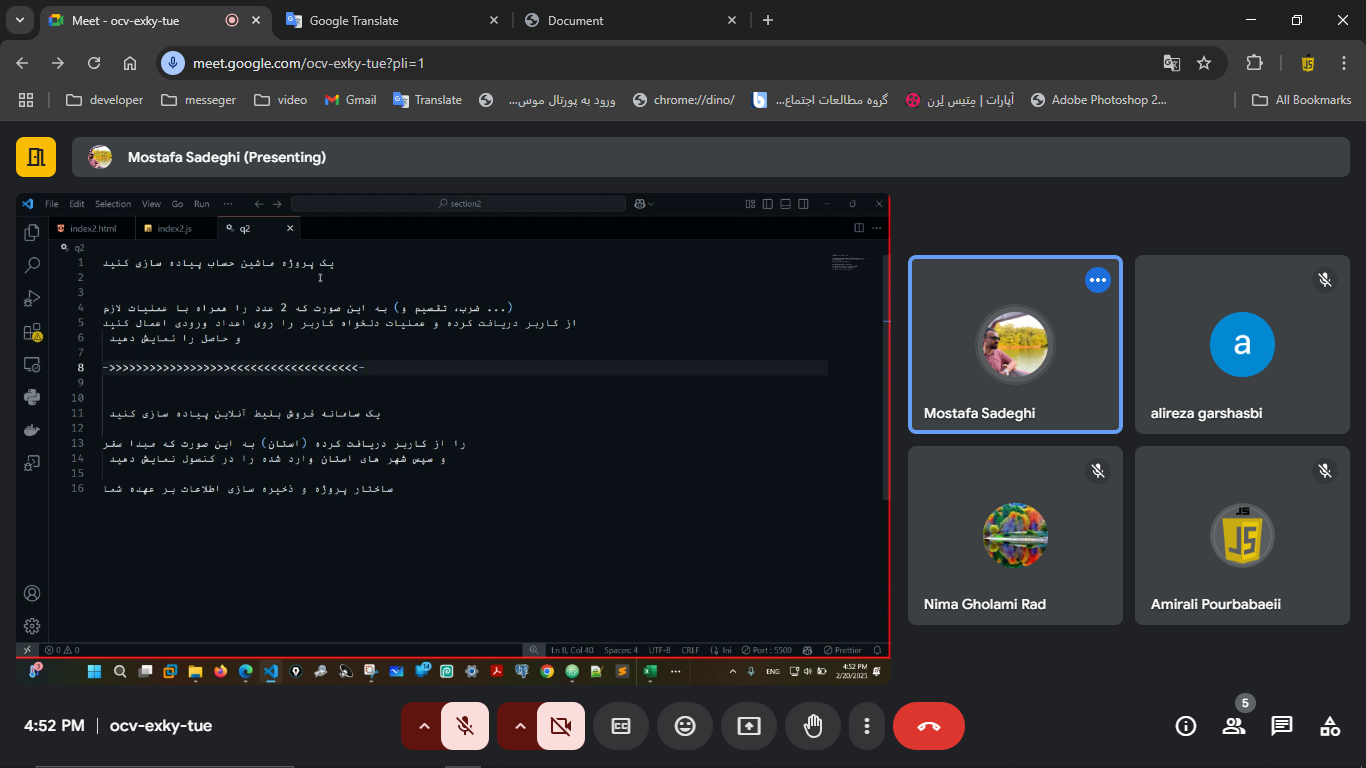 Meet - ocv-exky-tue
Google Translate
Document
meet.google.com/ocv-exky-tue?pli=1
developer
messeger
video
Gmail
Translate
ورود به پورتال موس...
chrome://dino/
گروه مطالعات اجتماع...
آپارات | مِتیس لِرن
Adobe Photoshop 2...
All Bookmarks
Mostafa Sadeghi (Presenting)
File Edit Selection View Go Run ...
section2
index2.html
index2.js
q2
q2
1 یک پروژه ماشین حساب پیاده سازی کنید
2
3
4 به این صورت که 2 عدد را همراه با عملیات لازم (ضرب، تقسیم و ...)
5 از کاربر دریافت کرده و عملیات دلخواه کاربر را روی اعداد ورودی اعمال کنید
6 و حاصل را نمایش دهید
7
8 ->>>>>>>>>>>>>>>>>>><<<<<<<<<<<<<<<<<<<-
9
10
11 یک سامانه فروش بلیط آنلاین پیاده سازی کنید
12
13 به این صورت که مبدا سفر (استان) را از کاربر دریافت کرده
14 و سپس شهر های استان وارد شده را در کنسول نمایش دهید
15
16 ساختار پروژه و ذخیره سازی اطلاعات بر عهده شما
0 0
Ln 8, Col 40
Spaces: 4
UTF-8
CRLF
Ini
Port : 5500
Prettier
ENG
4:52 PM
2/20/2025
Mostafa Sadeghi
a
alireza garshasbi
Nima Gholami Rad
JS
JS
Amirali Pourbabaeii
4:52 PM | ocv-exky-tue
5